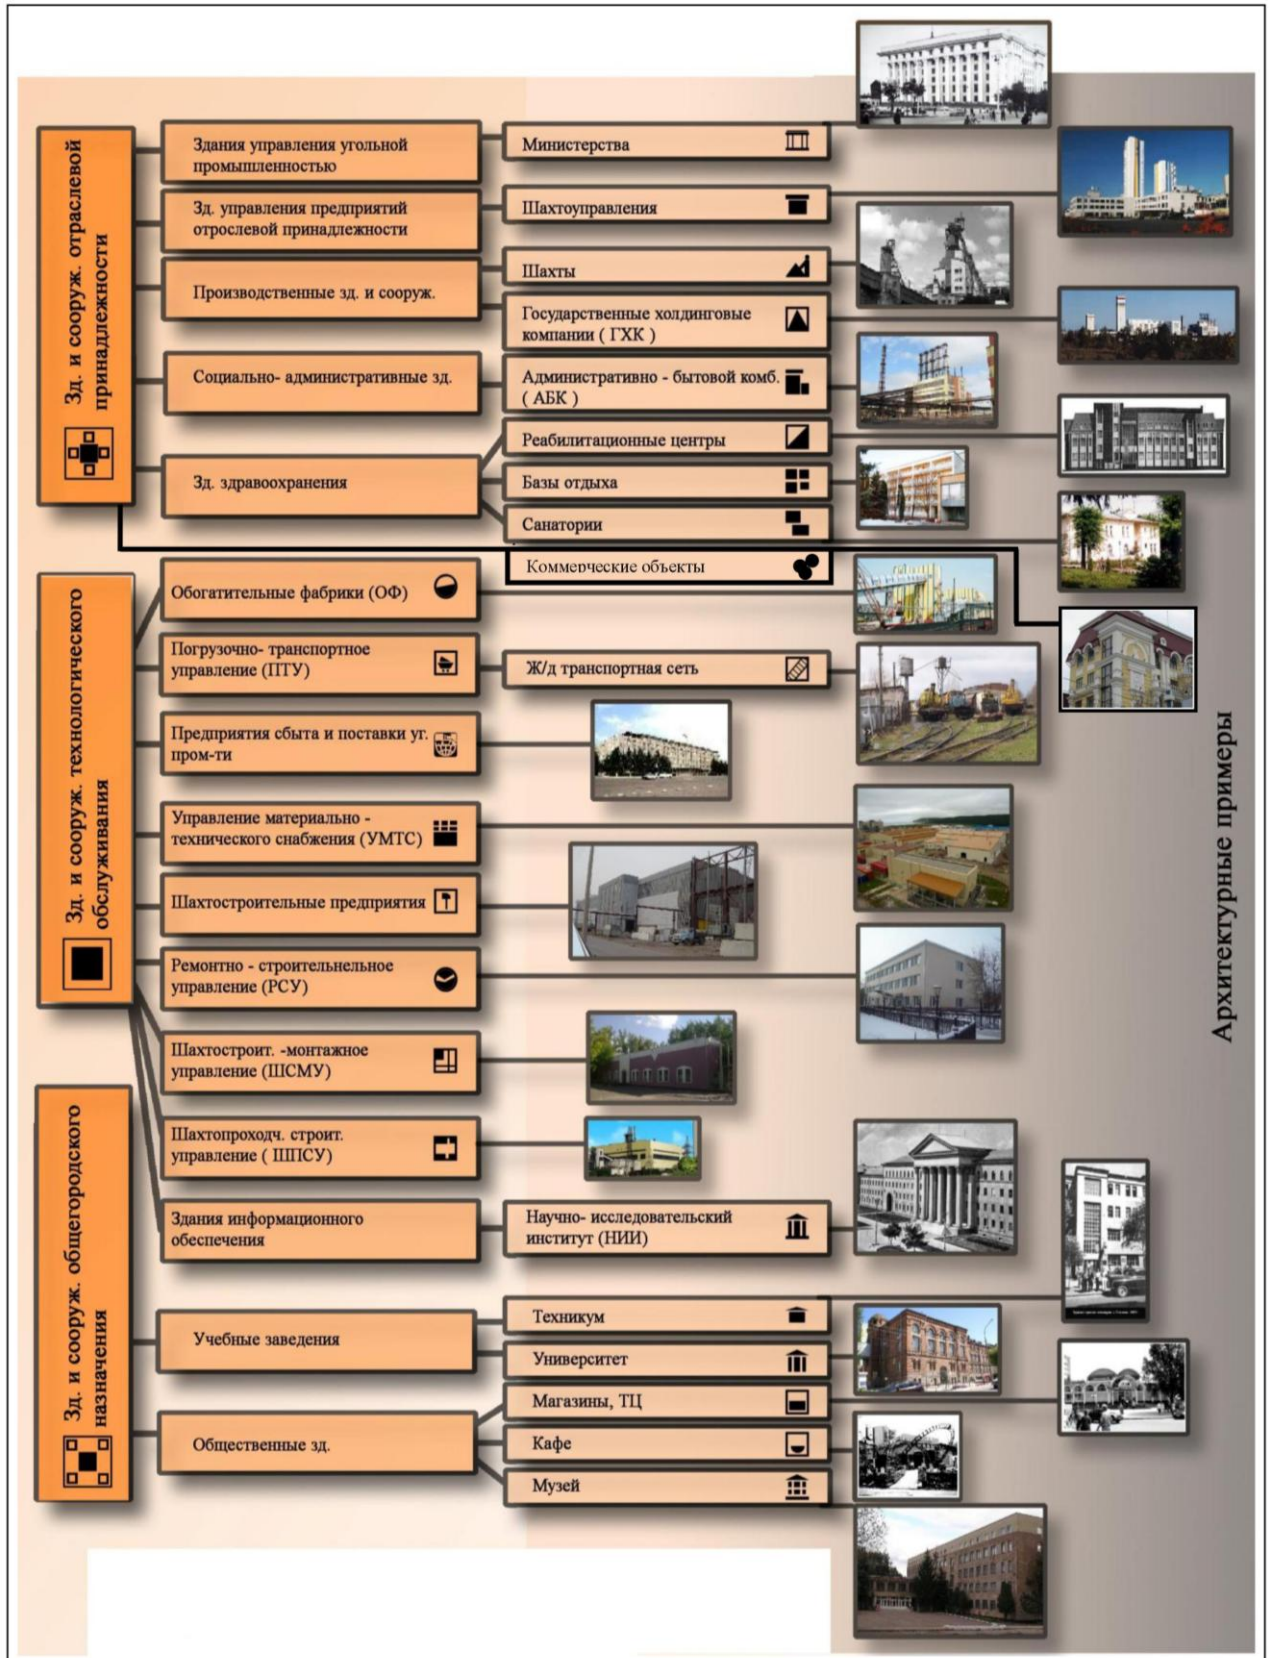 Зд. и сооруж. отраслевой
принадлежности
Здания управления угольной
промышленностью
Министерства
Зд. управления предприятий
отрослевой принадлежности
Шахтоуправления
Производственные зд. и сооруж.
Шахты
Государственные холдинговые
компании ( ГХК )
Социально- административные зд.
Административно - бытовой комб.
( АБК )
Зд. здравоохранения
Реабилитационные центры
Базы отдыха
Санатории
Коммерческие объекты
Зд. и сооруж. технологического
обслуживания
Обогатительные фабрики (ОФ)
Погрузочно- транспортное
управление (ПТУ)
Ж/д транспортная сеть
Предприятия сбыта и поставки уг.
пром-ти
Управление материально -
технического снабжения (УМТС)
Шахтостроительные предприятия
Ремонтно - строительнельное
управление (РСУ)
Шахтостроит. -монтажное
управление (ШСМУ)
Шахтопроходч. строит.
управление ( ШПСУ)
Здания информационного
обеспечения
Научно- исследовательский
институт (НИИ)
Зд. и сооруж. общегородского
назначения
Учебные заведения
Техникум
Университет
Общественные зд.
Магазины, ТЦ
Кафе
Музей
Архитектурные примеры